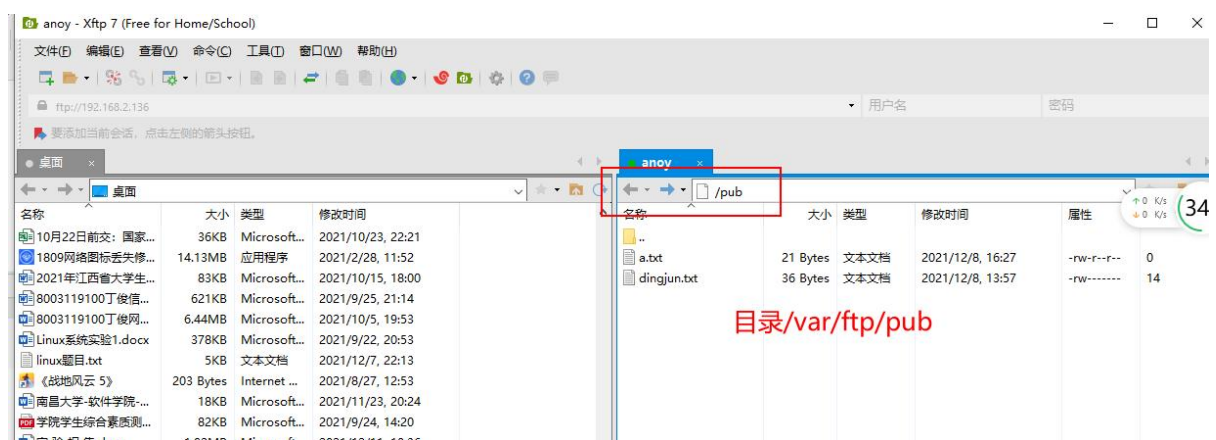 anoy - Xftp 7 (Free for Home/School)
文件(F) 编辑(E) 查看(V) 命令(C) 工具(T) 窗口(W) 帮助(H)
ftp://192.168.2.136 用户名 密码
要添加当前会话，点击左侧的箭头按钮。
桌面 × anoy ×
桌面 /pub
名称 大小 类型 修改时间 名称 大小 类型 修改时间 属性
↑ 0 K/s
↓ 0 K/s
34
10月22日前交：国家... 36KB Microsoft... 2021/10/23, 22:21 ..
1809网络图标丢失修... 14.13MB 应用程序 2021/2/28, 11:52 a.txt 21 Bytes 文本文档 2021/12/8, 16:27 -rw-r--r-- 0
2021年江西省大学生... 83KB Microsoft... 2021/10/15, 18:00 dingjun.txt 36 Bytes 文本文档 2021/12/8, 13:57 -rw------- 14
8003119100丁俊信... 621KB Microsoft... 2021/9/25, 21:14
8003119100丁俊网... 6.44MB Microsoft... 2021/10/5, 19:53
目录/var/ftp/pub
Linux系统实验1.docx 378KB Microsoft... 2021/9/22, 20:53
linux题目.txt 5KB 文本文档 2021/12/7, 22:13
《战地风云 5》 203 Bytes Internet ... 2021/8/27, 12:53
南昌大学-软件学院-... 18KB Microsoft... 2021/11/23, 20:24
学院学生综合素质测... 82KB Microsoft... 2021/9/24, 14:20